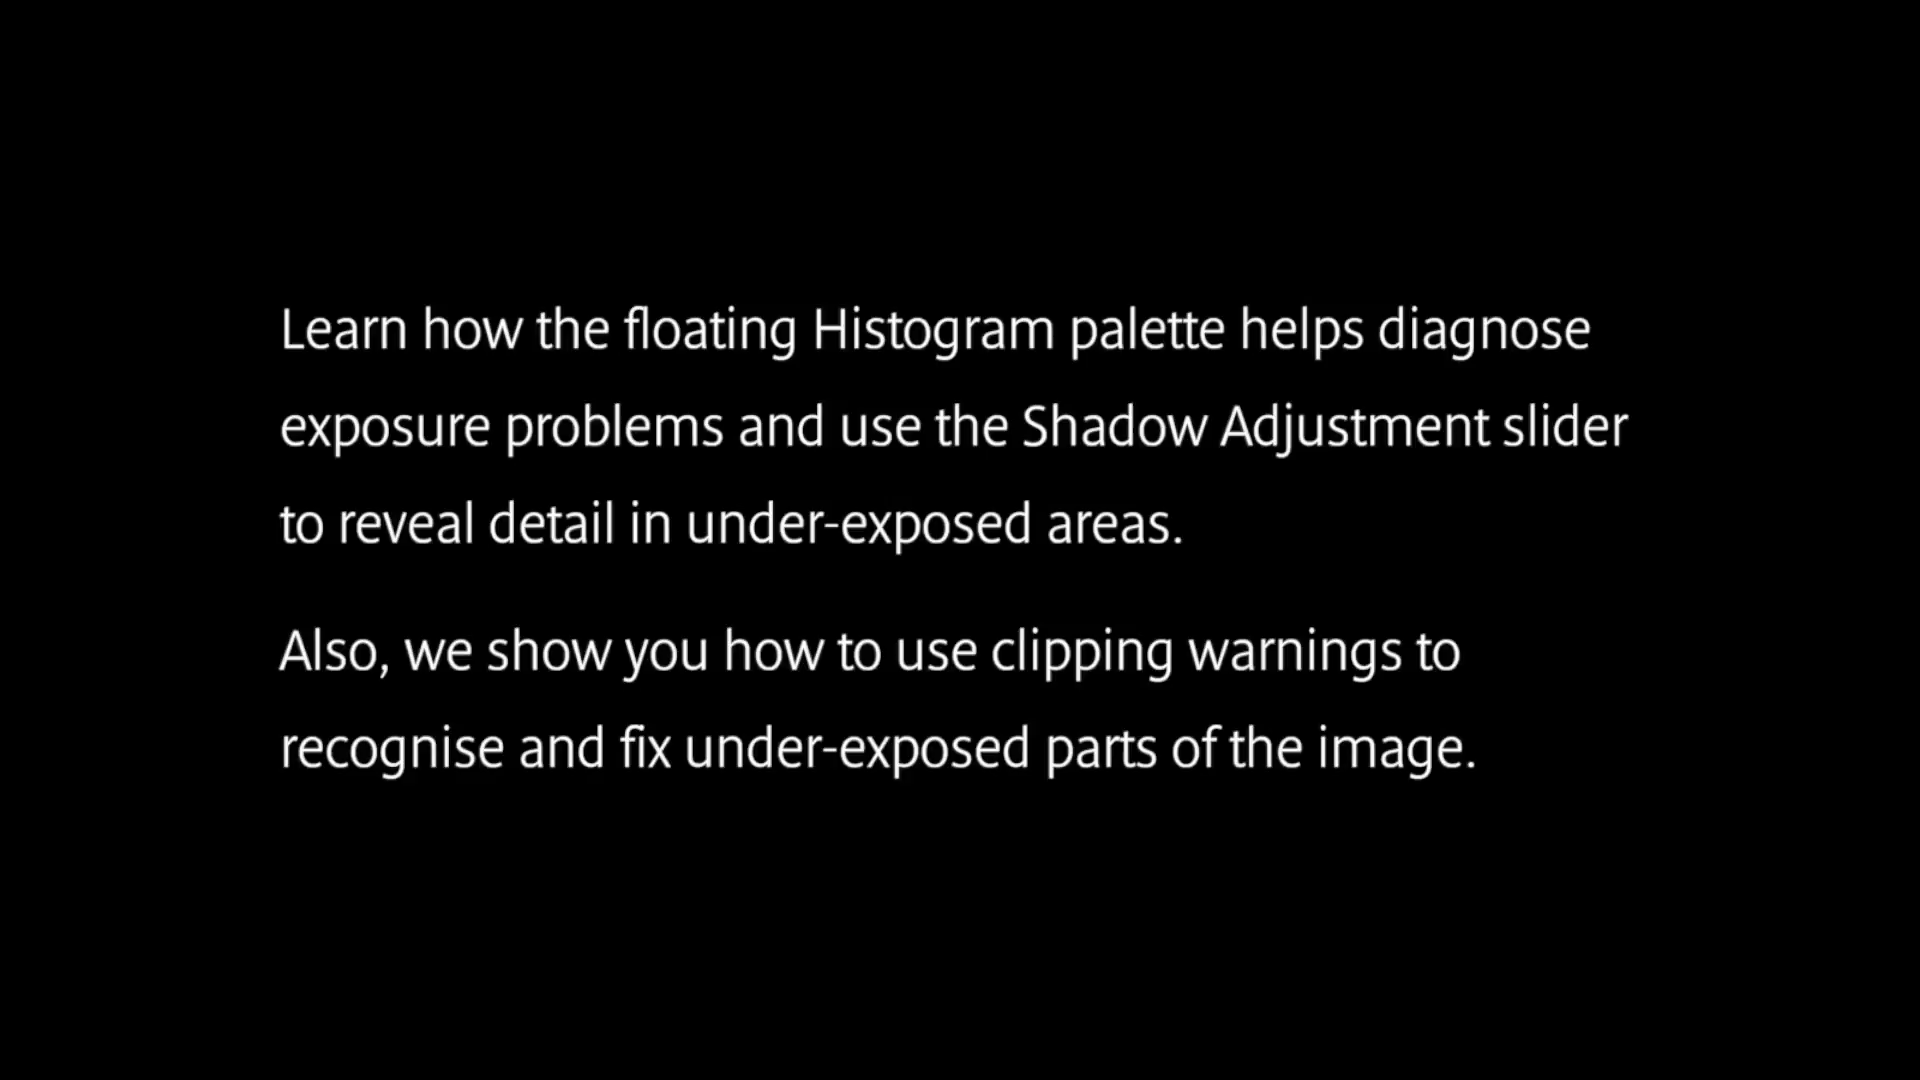 Learn how the floating Histogram palette helps diagnose
exposure problems and use the Shadow Adjustment slider
to reveal detail in under-exposed areas.
Also, we show you how to use clipping warnings to
recognise and fix under-exposed parts of the image.